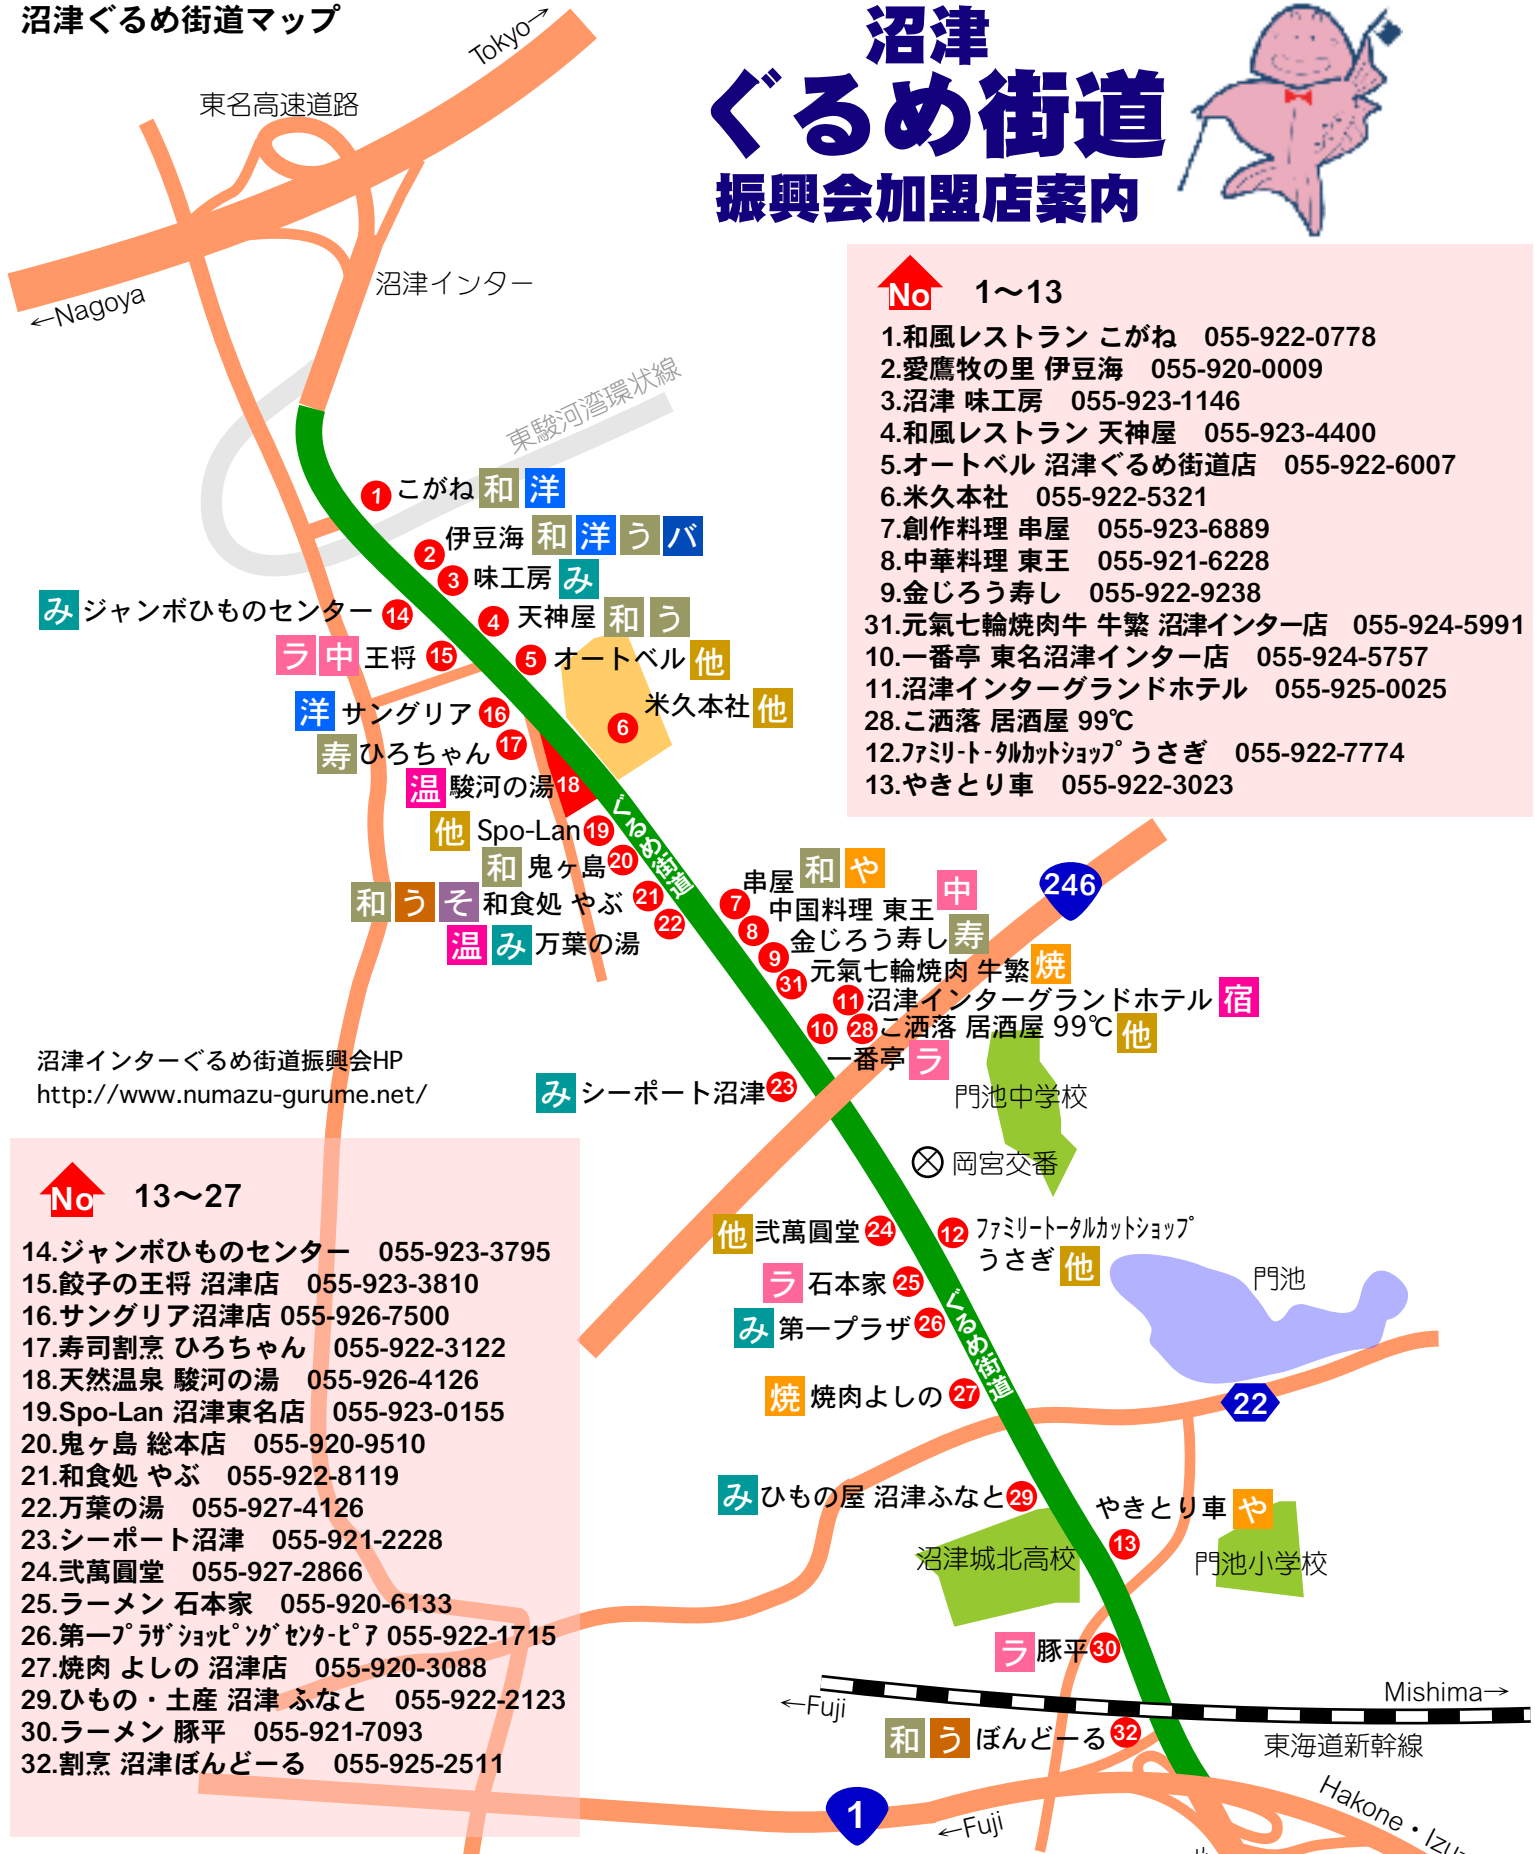 沼津ぐるめ街道マップ
Tokyo→
東名高速道路
沼津
ぐるめ街道
振興会加盟店案内
沼津インター
←Nagoya
東駿河湾環状線
No 1〜13
1.和風レストラン こがね 055-922-0778
2.愛鷹牧の里 伊豆海 055-920-0009
3.沼津 味工房 055-923-1146
4.和風レストラン 天神屋 055-923-4400
5.オートベル 沼津ぐるめ街道店 055-922-6007
6.米久本社 055-922-5321
7.創作料理 串屋 055-923-6889
8.中華料理 東王 055-921-6228
9.金じろう寿し 055-922-9238
31.元氣七輪焼肉牛 牛繁 沼津インター店 055-924-5991
10.一番亭 東名沼津インター店 055-924-5757
11.沼津インターグランドホテル 055-925-0025
28.こ洒落 居酒屋 99℃
12.ﾌｧﾐﾘｰﾄｰﾀﾙｶｯﾄｼｮｯﾌﾟ うさぎ 055-922-7774
13.やきとり車 055-922-3023
1 こがね 和 洋
2 伊豆海 和 洋 う バ
3 味工房 み
み ジャンボひものセンター 14
4 天神屋 和 う
ラ 中 王将 15
5 オートベル 他
6 米久本社 他
洋 サングリア 16
寿 ひろちゃん 17
温 駿河の湯 18
他 Spo-Lan 19
ぐるめ街道
和 鬼ヶ島 20
和 う そ 和食処 やぶ 21
温 み 万葉の湯 22
7 串屋 和 や
8 中国料理 東王 中
9 金じろう寿し 寿
31 元氣七輪焼肉 牛繁 焼
11 沼津インターグランドホテル 宿
28 こ洒落 居酒屋 99℃ 他
10 一番亭 ラ
246
み シーポート沼津 23
門池中学校
岡宮交番
沼津インターぐるめ街道振興会HP
http://www.numazu-gurume.net/
他 弐萬圓堂 24
12 ﾌｧﾐﾘｰﾄｰﾀﾙｶｯﾄｼｮｯﾌﾟ
うさぎ 他
ラ 石本家 25
み 第一プラザ 26
ぐるめ街道
門池
焼 焼肉よしの 27
22
み ひもの屋 沼津ふなと 29
やきとり車 や
13
沼津城北高校
門池小学校
ラ 豚平 30
←Fuji
Mishima→
和 う ぼんどーる 32
東海道新幹線
1
←Fuji
Hakone・Izu
No 13〜27
14.ジャンボひものセンター 055-923-3795
15.餃子の王将 沼津店 055-923-3810
16.サングリア沼津店 055-926-7500
17.寿司割烹 ひろちゃん 055-922-3122
18.天然温泉 駿河の湯 055-926-4126
19.Spo-Lan 沼津東名店 055-923-0155
20.鬼ヶ島 総本店 055-920-9510
21.和食処 やぶ 055-922-8119
22.万葉の湯 055-927-4126
23.シーポート沼津 055-921-2228
24.弐萬圓堂 055-927-2866
25.ラーメン 石本家 055-920-6133
26.第一ﾌﾟﾗｻﾞｼｮｯﾋﾟﾝｸﾞｾﾝﾀｰﾋﾟｱ 055-922-1715
27.焼肉 よしの 沼津店 055-920-3088
29.ひもの・土産 沼津 ふなと 055-922-2123
30.ラーメン 豚平 055-921-7093
32.割烹 沼津ぼんどーる 055-925-2511